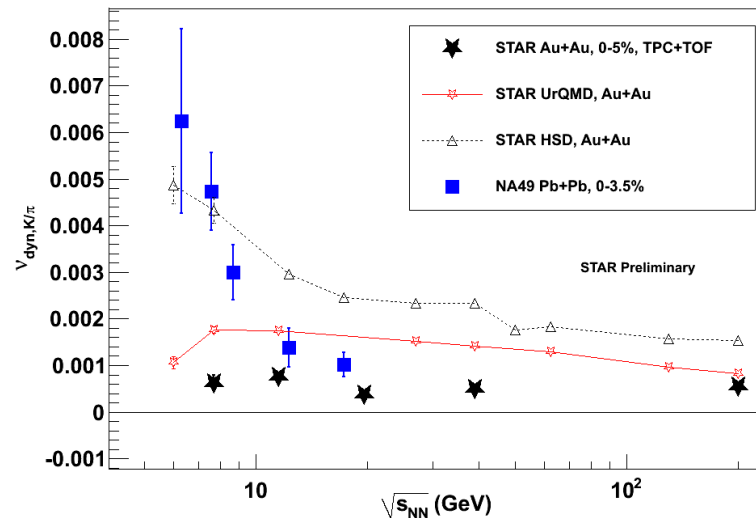 0.008
0.007
0.006
0.005
0.004
0.003
0.002
0.001
0
-0.001
ν_dyn,K/π
STAR Au+Au, 0-5%, TPC+TOF
STAR UrQMD, Au+Au
STAR HSD, Au+Au
NA49 Pb+Pb, 0-3.5%
STAR Preliminary
10
10²
√s_NN (GeV)